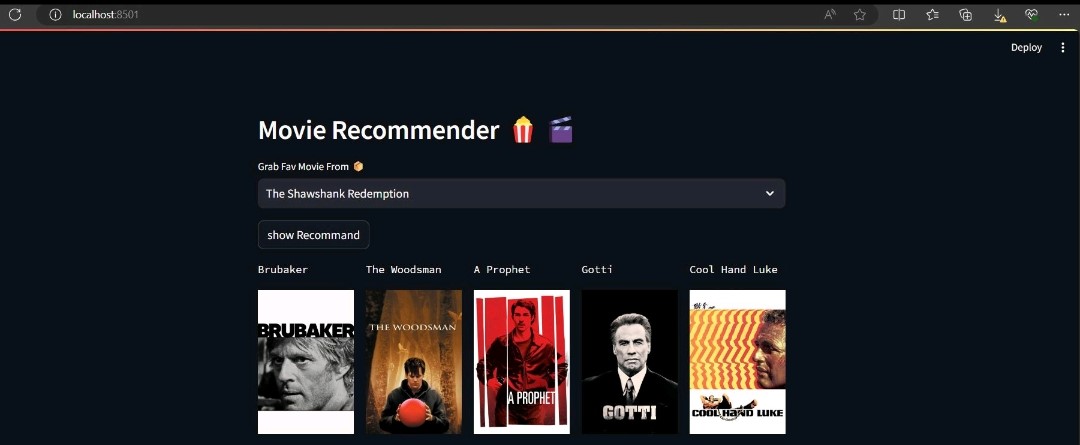 localhost:8501
Deploy
Movie Recommender
Grab Fav Movie From
The Shawshank Redemption
show Recommand
Brubaker
The Woodsman
A Prophet
Gotti
Cool Hand Luke
BRUBAKER
THE WOODSMAN
A PROPHET
GOTTI
COOL HAND LUKE